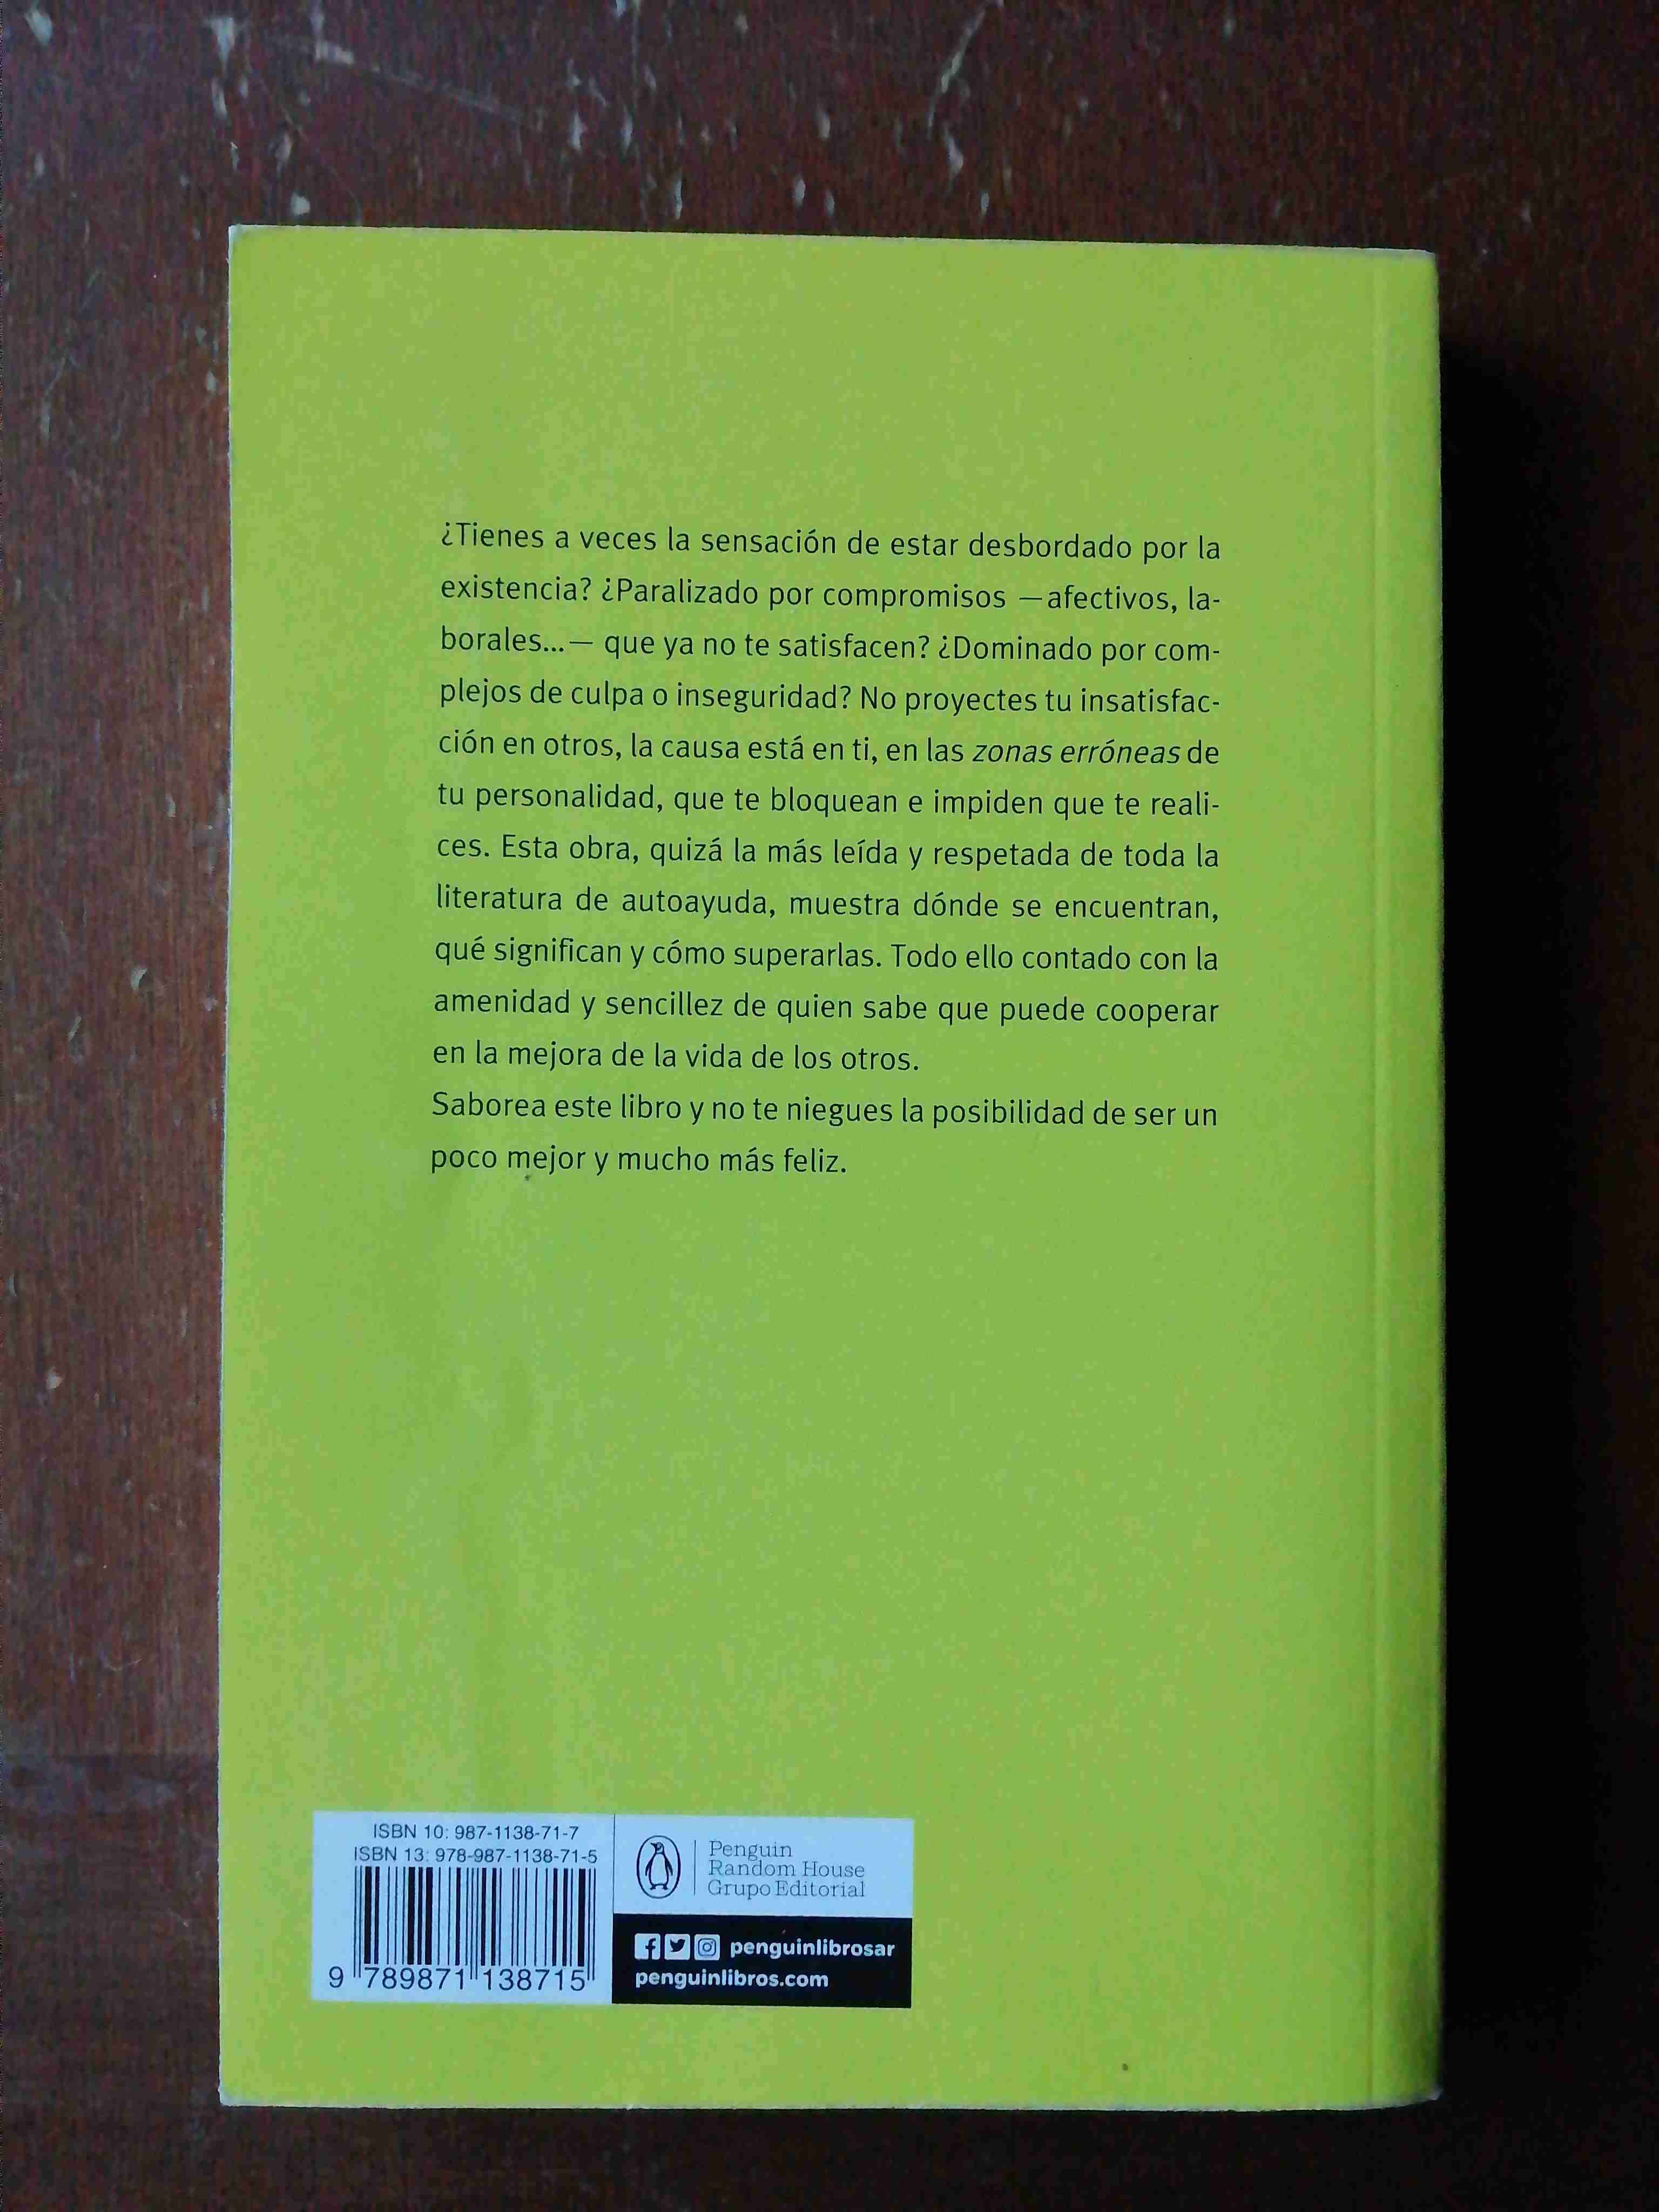 ¿Tienes a veces la sensación de estar desbordado por la
existencia? ¿Paralizado por compromisos —afectivos, la-
borales...— que ya no te satisfacen? ¿Dominado por com-
plejos de culpa o inseguridad? No proyectes tu insatisfac-
ción en otros, la causa está en ti, en las zonas erróneas de
tu personalidad, que te bloquean e impiden que te reali-
ces. Esta obra, quizá la más leída y respetada de toda la
literatura de autoayuda, muestra dónde se encuentran,
qué significan y cómo superarlas. Todo ello contado con la
amenidad y sencillez de quien sabe que puede cooperar
en la mejora de la vida de los otros.
Saborea este libro y no te niegues la posibilidad de ser un
poco mejor y mucho más feliz.
ISBN 10: 987-1138-71-7
ISBN 13: 978-987-1138-71-5
9 789871 138715
Penguin
Random House
Grupo Editorial
penguinlibrosar
penguinlibros.com